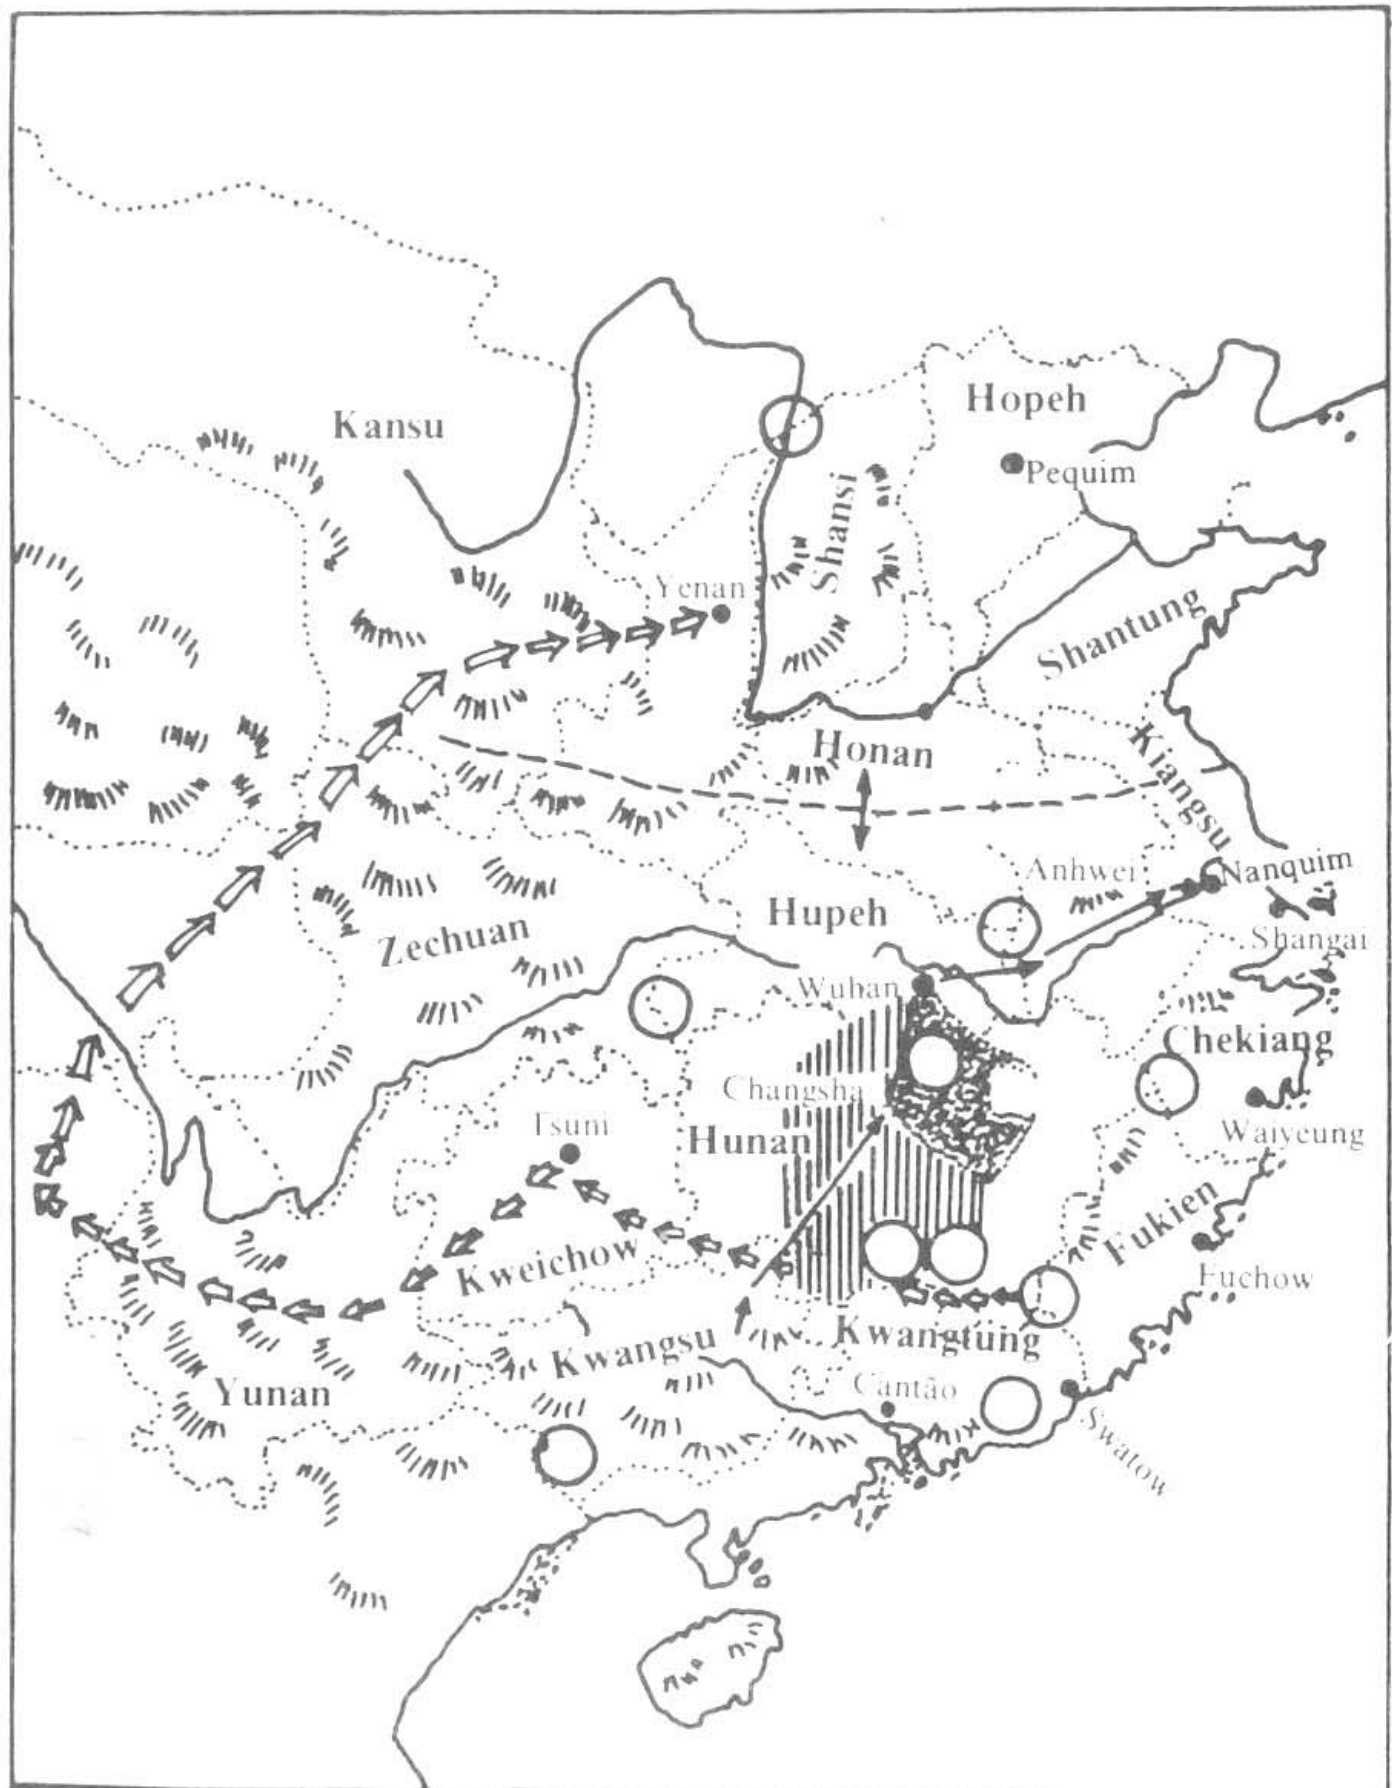 Hopeh
Kansu
Pequim
Shansi
Yenan
Shantung
Kiangsu
Honan
Anhwei
Nanquim
Hupeh
Zechuan
Shangai
Wuhan
Chekiang
Changsha
Tsuni
Hunan
Waiyeung
Fukien
Kweichow
Fuchow
Kwangtung
Kwangsu
Yunan
Cantão
Swatow